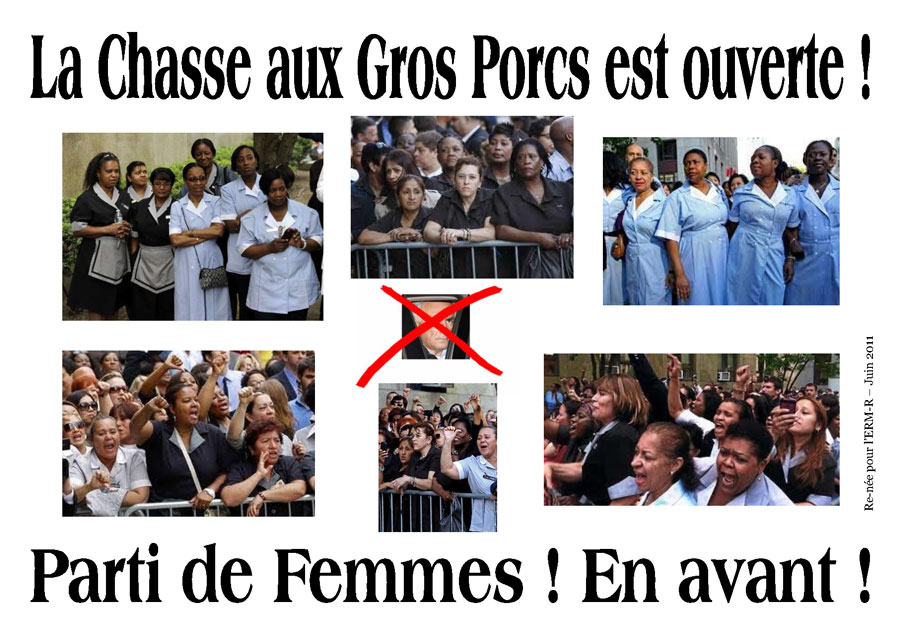 La Chasse aux Gros Porcs est ouverte !
Re-née pour l'ERM-R – Juin 2011
Parti de Femmes ! En avant !